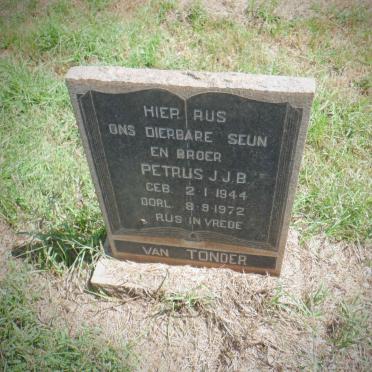 HIER RUS
ONS DIERBARE SEUN
EN BROER
PETRUS J.J.B.
GEB. 2·1·1944
OORL. 8·9·1972
RUS IN VREDE
VAN TONDER